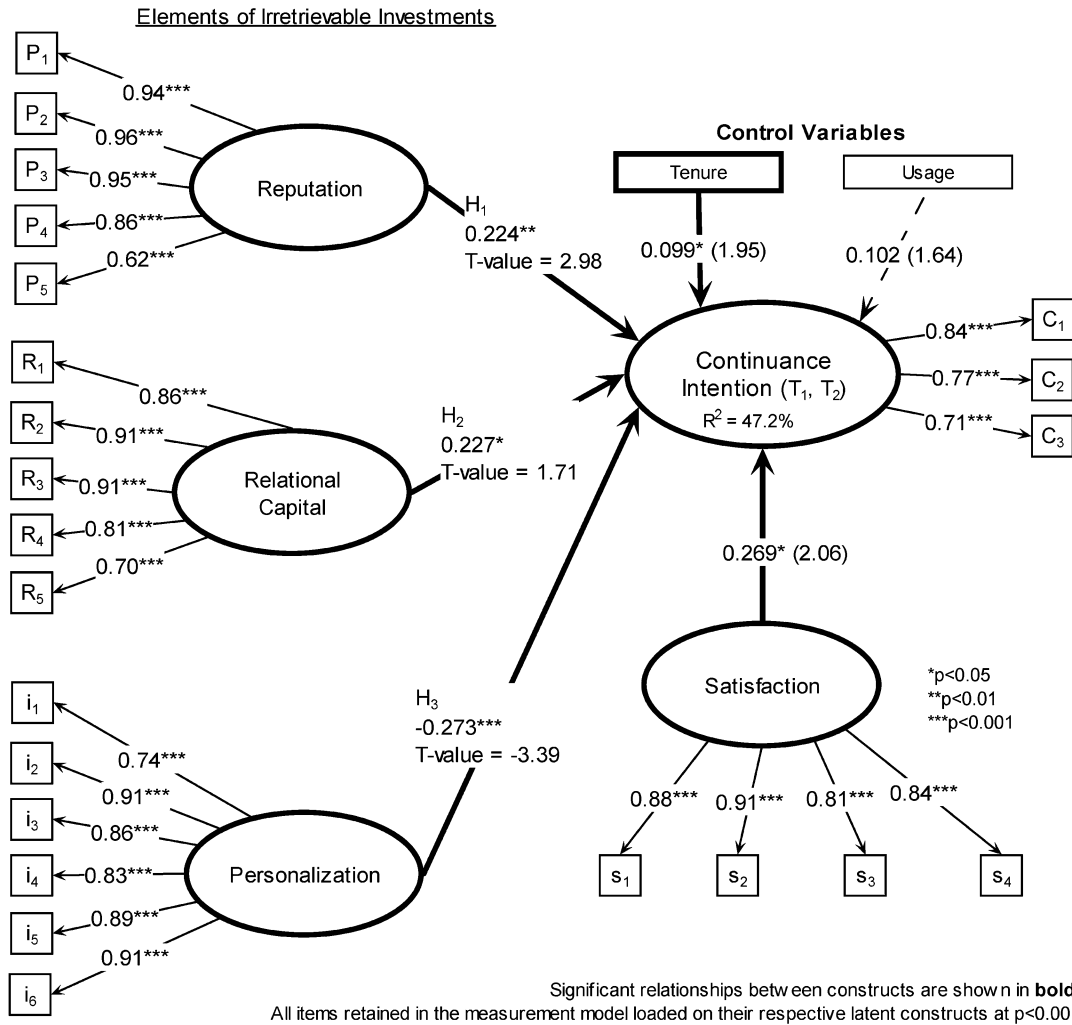 Elements of Irretrievable Investments
P1
0.94***
P2
0.96***
P3
0.95***
P4
0.86***
P5
0.62***
Reputation
H1
0.224**
T-value = 2.98
Control Variables
Tenure
Usage
0.099* (1.95)
0.102 (1.64)
Continuance
Intention (T1, T2)
R2 = 47.2%
0.84***
C1
0.77***
C2
0.71***
C3
R1
0.86***
R2
0.91***
R3
0.91***
R4
0.81***
R5
0.70***
Relational
Capital
H2
0.227*
T-value = 1.71
0.269* (2.06)
Satisfaction
*p<0.05
**p<0.01
***p<0.001
0.88***
0.91***
0.81***
0.84***
s1
s2
s3
s4
i1
0.74***
i2
0.91***
i3
0.86***
i4
0.83***
i5
0.89***
i6
0.91***
Personalization
H3
-0.273***
T-value = -3.39
Significant relationships between constructs are shown in bold
All items retained in the measurement model loaded on their respective latent constructs at p<0.00